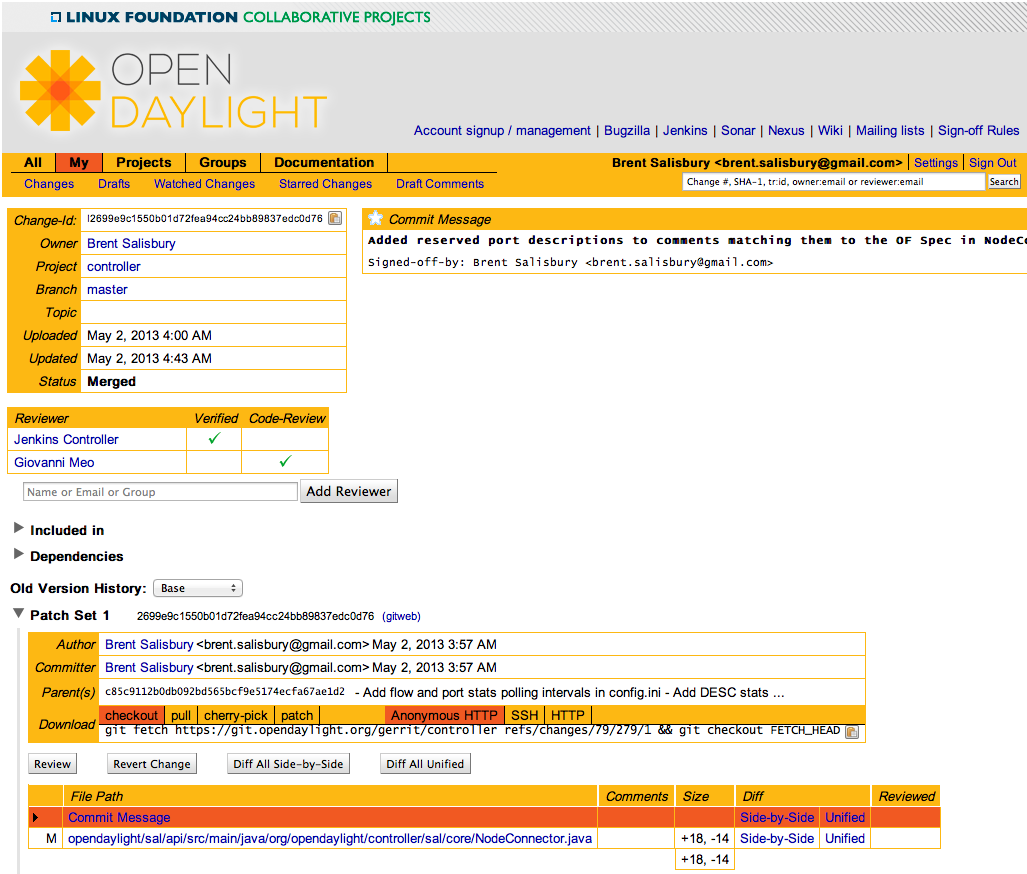 LINUX FOUNDATION COLLABORATIVE PROJECTS
OPEN
DAYLIGHT
Account signup / management | Bugzilla | Jenkins | Sonar | Nexus | Wiki | Mailing lists | Sign-off Rules
All My Projects Groups Documentation
Brent Salisbury <brent.salisbury@gmail.com> Settings Sign Out
Changes Drafts Watched Changes Starred Changes Draft Comments
Change #, SHA-1, tr:id, owner:email or reviewer:email Search
Change-Id: I2699e9c1550b01d72fea94cc24bb89837edc0d76
Owner Brent Salisbury
Project controller
Branch master
Topic
Uploaded May 2, 2013 4:00 AM
Updated May 2, 2013 4:43 AM
Status Merged
Commit Message
Added reserved port descriptions to comments matching them to the OF Spec in NodeCo
Signed-off-by: Brent Salisbury <brent.salisbury@gmail.com>
Reviewer Verified Code-Review
Jenkins Controller ✓
Giovanni Meo ✓
Name or Email or Group Add Reviewer
Included in
Dependencies
Old Version History: Base
Patch Set 1 2699e9c1550b01d72fea94cc24bb89837edc0d76 (gitweb)
Author Brent Salisbury <brent.salisbury@gmail.com> May 2, 2013 3:57 AM
Committer Brent Salisbury <brent.salisbury@gmail.com> May 2, 2013 3:57 AM
Parent(s) c85c9112b0db092bd565bcf9e5174ecfa67ae1d2 - Add flow and port stats polling intervals in config.ini - Add DESC stats ...
Download checkout pull cherry-pick patch Anonymous HTTP SSH HTTP
git fetch https://git.opendaylight.org/gerrit/controller refs/changes/79/279/1 && git checkout FETCH_HEAD
Review Revert Change Diff All Side-by-Side Diff All Unified
File Path Comments Size Diff Reviewed
Commit Message Side-by-Side Unified
M opendaylight/sal/api/src/main/java/org/opendaylight/controller/sal/core/NodeConnector.java +18, -14 Side-by-Side Unified
+18, -14